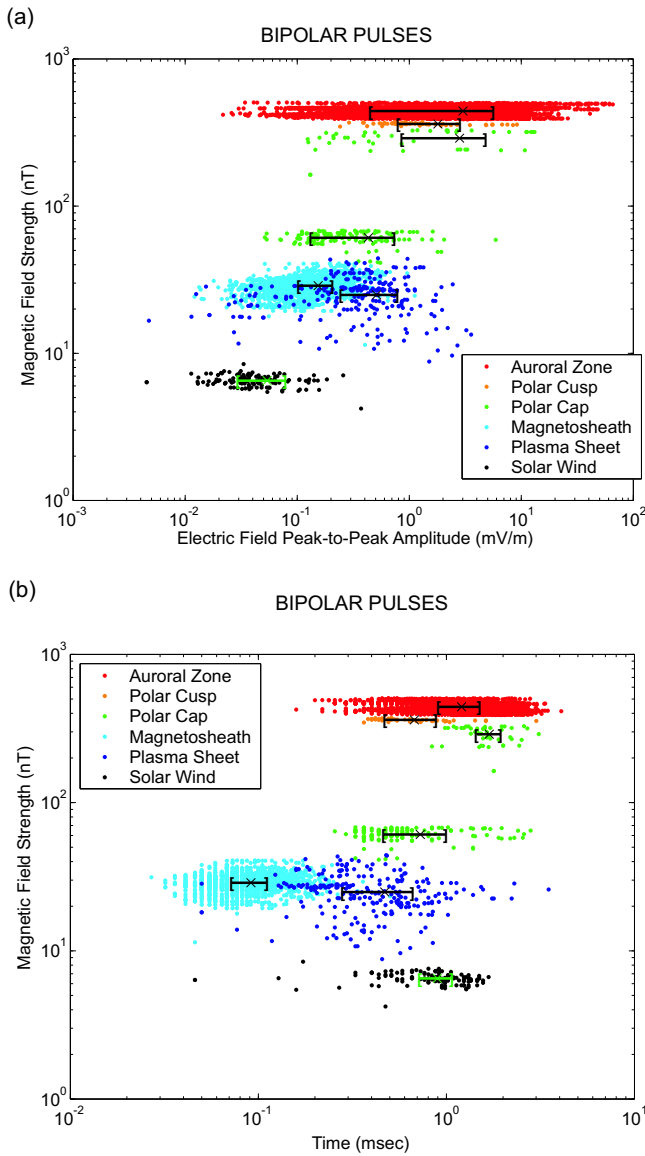 (a)
BIPOLAR PULSES
10^3
10^2
10^1
10^0
Magnetic Field Strength (nT)
Auroral Zone
Polar Cusp
Polar Cap
Magnetosheath
Plasma Sheet
Solar Wind
10^-3
10^-2
10^-1
10^0
10^1
10^2
Electric Field Peak-to-Peak Amplitude (mV/m)
(b)
BIPOLAR PULSES
10^3
10^2
10^1
10^0
Magnetic Field Strength (nT)
Auroral Zone
Polar Cusp
Polar Cap
Magnetosheath
Plasma Sheet
Solar Wind
10^-2
10^-1
10^0
10^1
Time (msec)